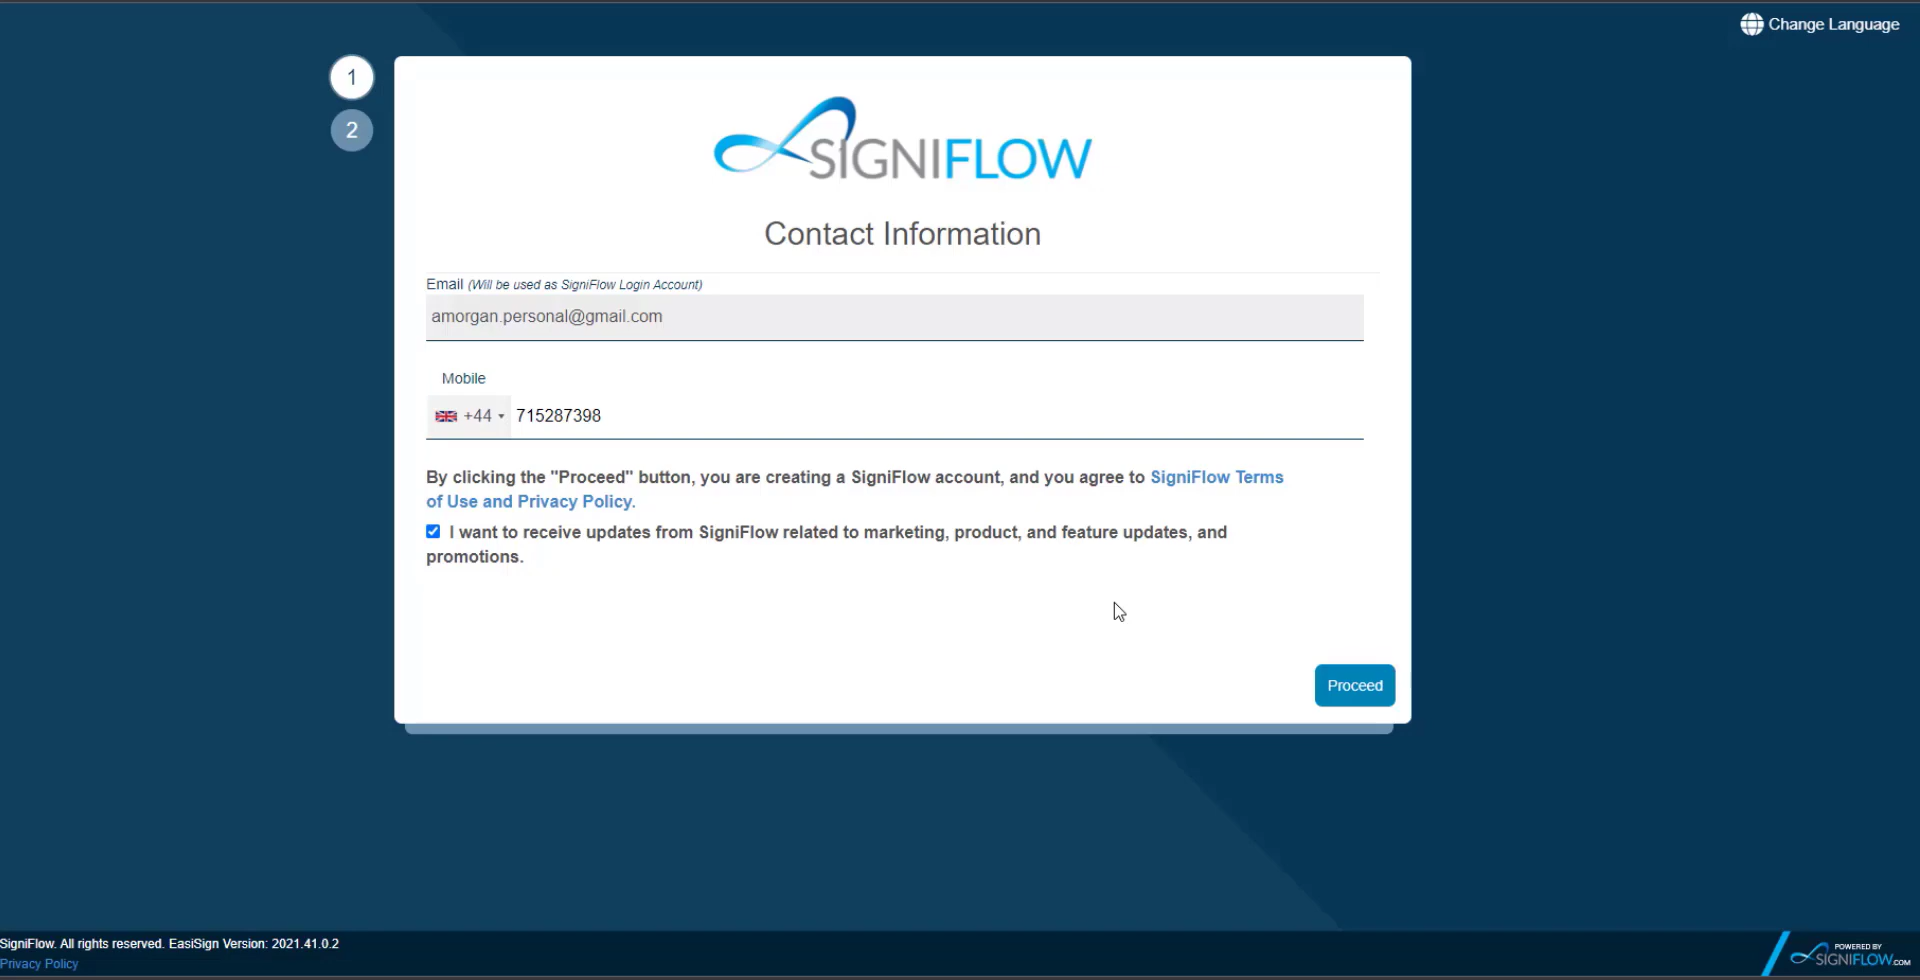 Change Language
1
2
SIGNIFLOW
Contact Information
Email (Will be used as SigniFlow Login Account)
amorgan.personal@gmail.com
Mobile
+44 715287398
By clicking the "Proceed" button, you are creating a SigniFlow account, and you agree to SigniFlow Terms
of Use and Privacy Policy.
I want to receive updates from SigniFlow related to marketing, product, and feature updates, and
promotions.
Proceed
SigniFlow. All rights reserved. EasiSign Version: 2021.41.0.2
Privacy Policy
POWERED BY
SIGNIFLOW.COM